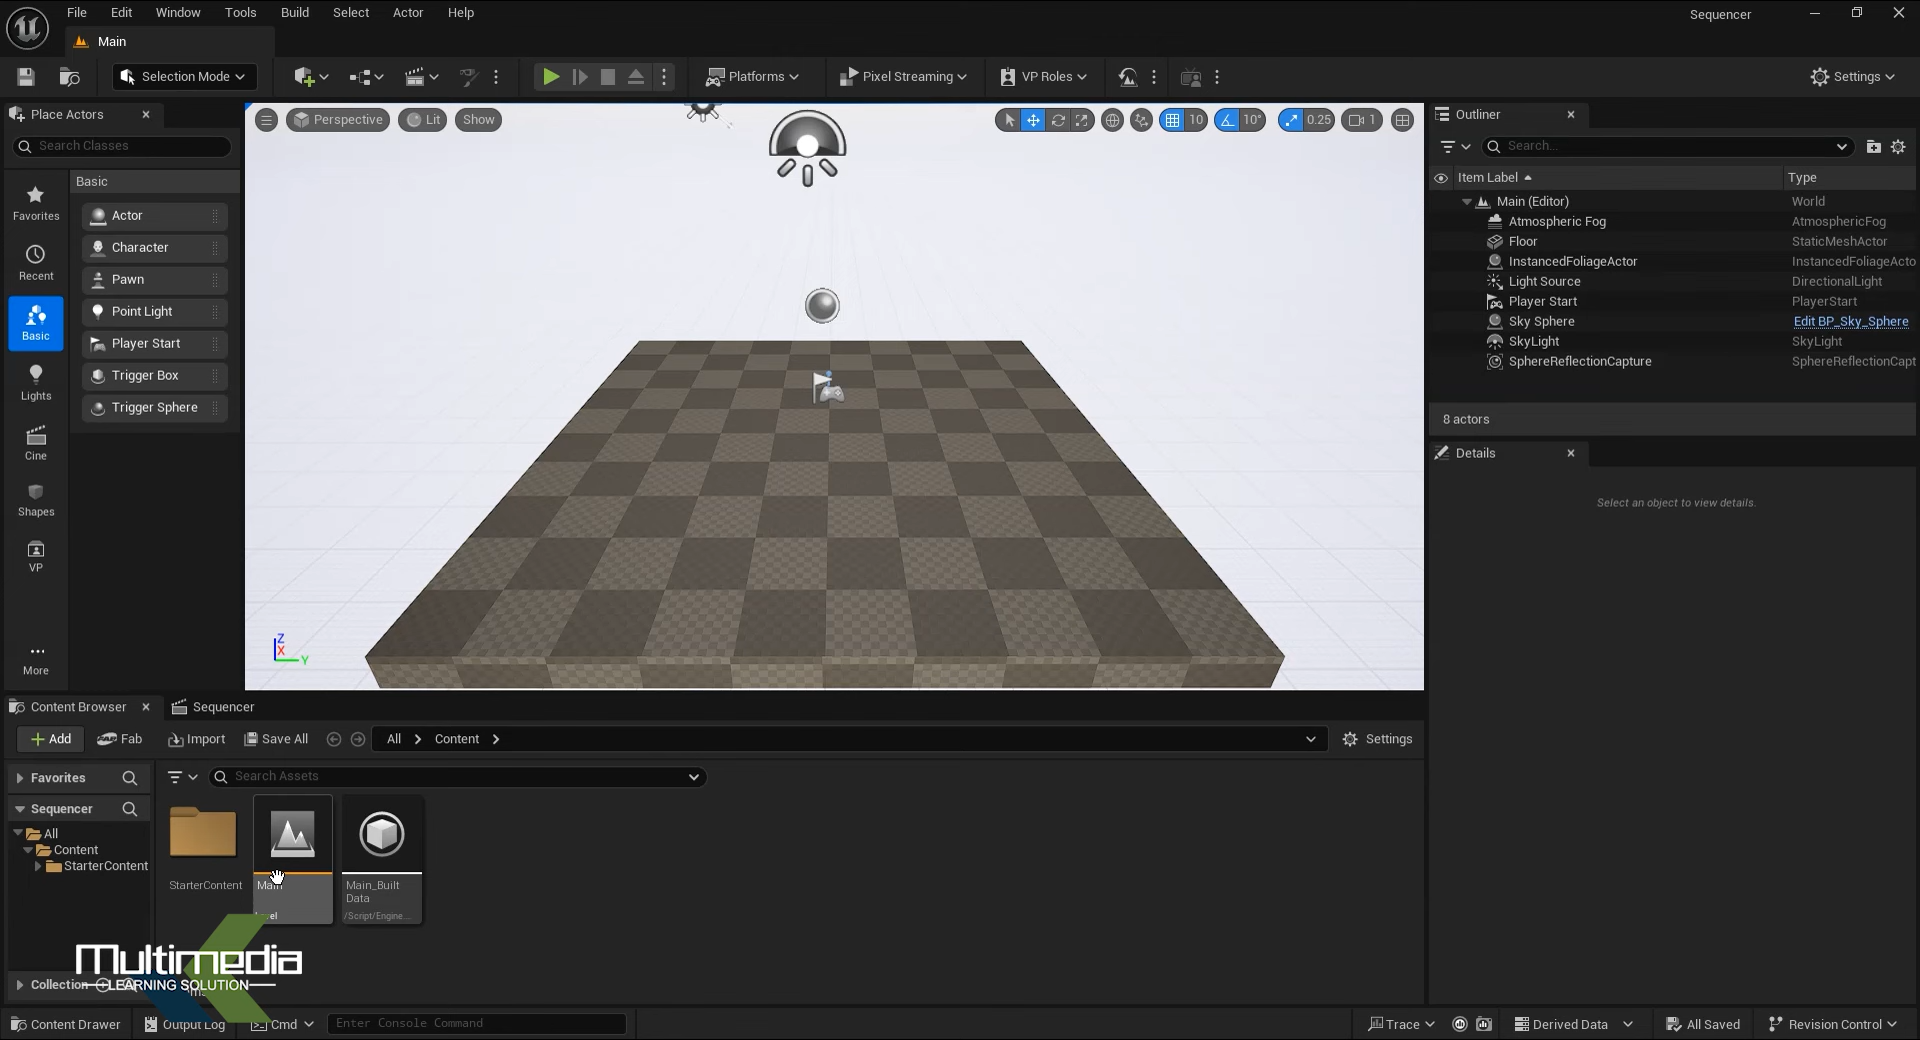 File Edit Window Tools Build Select Actor Help
Sequencer
Main
Selection Mode
Platforms
Pixel Streaming
VP Roles
Settings
Place Actors
Perspective
Lit
Show
10
10°
0.25
1
Outliner
Search Classes
Search...
Favorites
Recent
Basic
Lights
Cine
Shapes
VP
More
Basic
Actor
Character
Pawn
Point Light
Player Start
Trigger Box
Trigger Sphere
Z
X
Y
Item Label Type
Main (Editor) World
Atmospheric Fog AtmosphericFog
Floor StaticMeshActor
InstancedFoliageActor InstancedFoliageActo
Light Source DirectionalLight
Player Start PlayerStart
Sky Sphere Edit BP_Sky_Sphere
SkyLight SkyLight
SphereReflectionCapture SphereReflectionCapt
8 actors
Details
Select an object to view details.
Content Browser Sequencer
Add Fab Import Save All All Content Settings
Favorites
Search Assets
Sequencer
All
Content
StarterContent
StarterContent
Main
Main_Built
Data
/Script/Engine...
Multimedia
LEARNING SOLUTION
Collection
Content Drawer Output Log Cmd Enter Console Command Trace Derived Data All Saved Revision Control